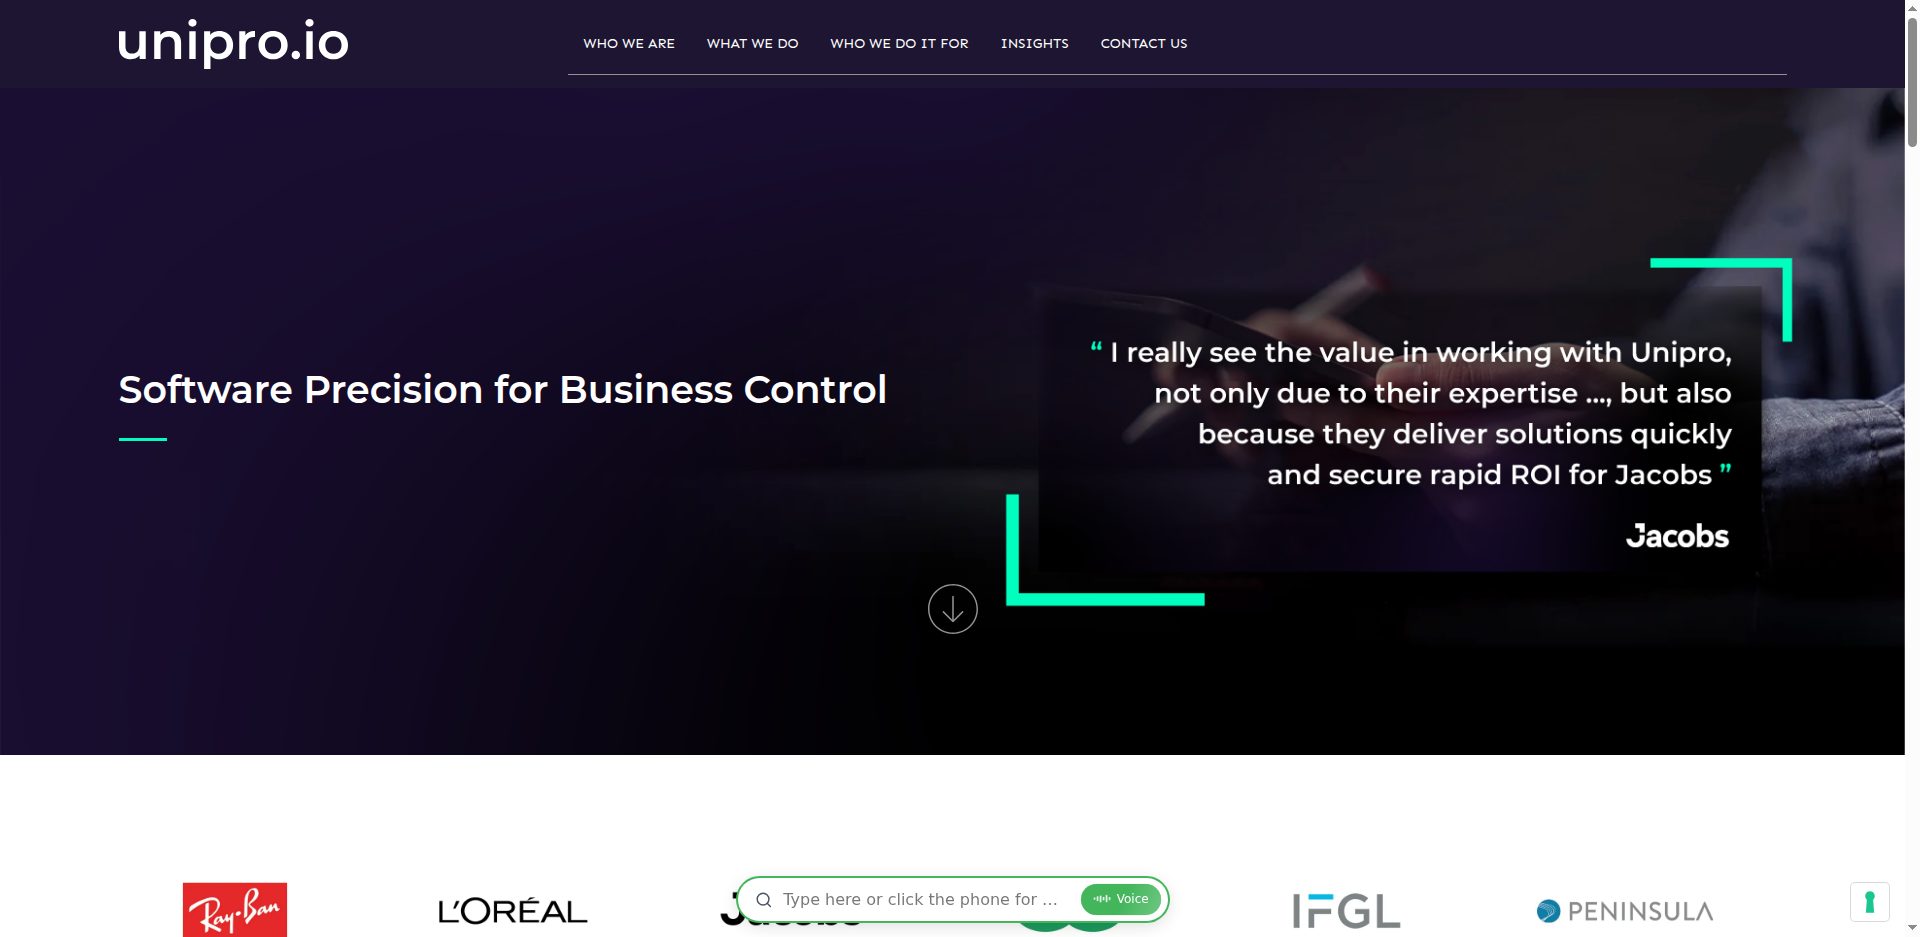 unipro.io
WHO WE ARE
WHAT WE DO
WHO WE DO IT FOR
INSIGHTS
CONTACT US
Software Precision for Business Control
“ I really see the value in working with Unipro,
not only due to their expertise ..., but also
because they deliver solutions quickly
and secure rapid ROI for Jacobs ”
Jacobs
Ray-Ban
L'ORÉAL
Jacobs
IFGL
PENINSULA
Type here or click the phone for ...
Voice